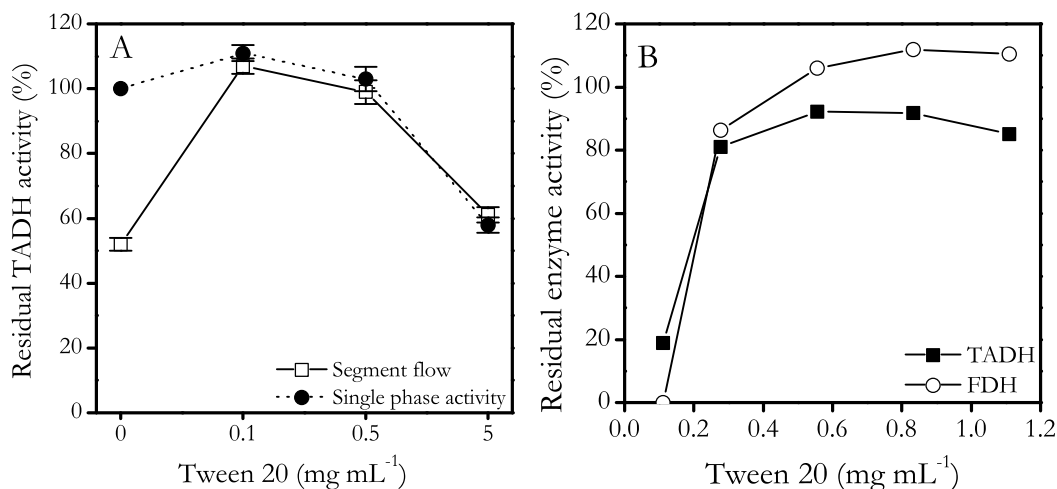 A
Residual TADH activity (%)
120
100
80
60
40
20
0
0 0.1 0.5 5
Tween 20 (mg mL⁻¹)
Segment flow
Single phase activity
B
Residual enzyme activity (%)
120
100
80
60
40
20
0
0.0 0.2 0.4 0.6 0.8 1.0 1.2
Tween 20 (mg mL⁻¹)
TADH
FDH